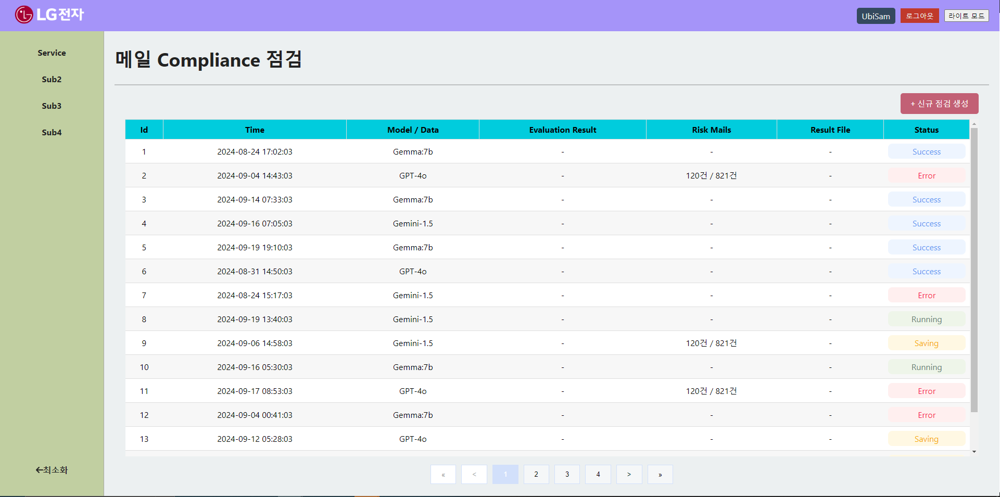 LG전자
UbiSam 로그아웃 라이트 모드
Service
Sub2
Sub3
Sub4
←최소화
메일 Compliance 점검
+ 신규 점검 생성
Id Time Model / Data Evaluation Result Risk Mails Result File Status
1 2024-08-24 17:02:03 Gemma:7b - - - Success
2 2024-09-04 14:43:03 GPT-4o - 120건 / 821건 - Error
3 2024-09-14 07:33:03 Gemma:7b - - - Success
4 2024-09-16 07:05:03 Gemini-1.5 - - - Success
5 2024-09-19 19:10:03 Gemma:7b - - - Success
6 2024-08-31 14:50:03 GPT-4o - - - Success
7 2024-08-24 15:17:03 Gemini-1.5 - - - Error
8 2024-09-19 13:40:03 Gemini-1.5 - - - Running
9 2024-09-06 14:58:03 Gemini-1.5 - 120건 / 821건 - Saving
10 2024-09-16 05:30:03 Gemma:7b - - - Running
11 2024-09-17 08:53:03 GPT-4o - 120건 / 821건 - Error
12 2024-09-04 00:41:03 Gemma:7b - - - Error
13 2024-09-12 05:28:03 GPT-4o - - - Saving
« < 1 2 3 4 > »